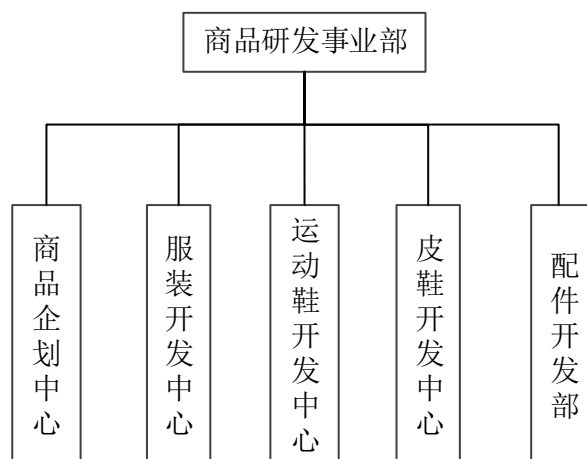 商品研发事业部
商品企划中心
服装开发中心
运动鞋开发中心
皮鞋开发中心
配件开发部